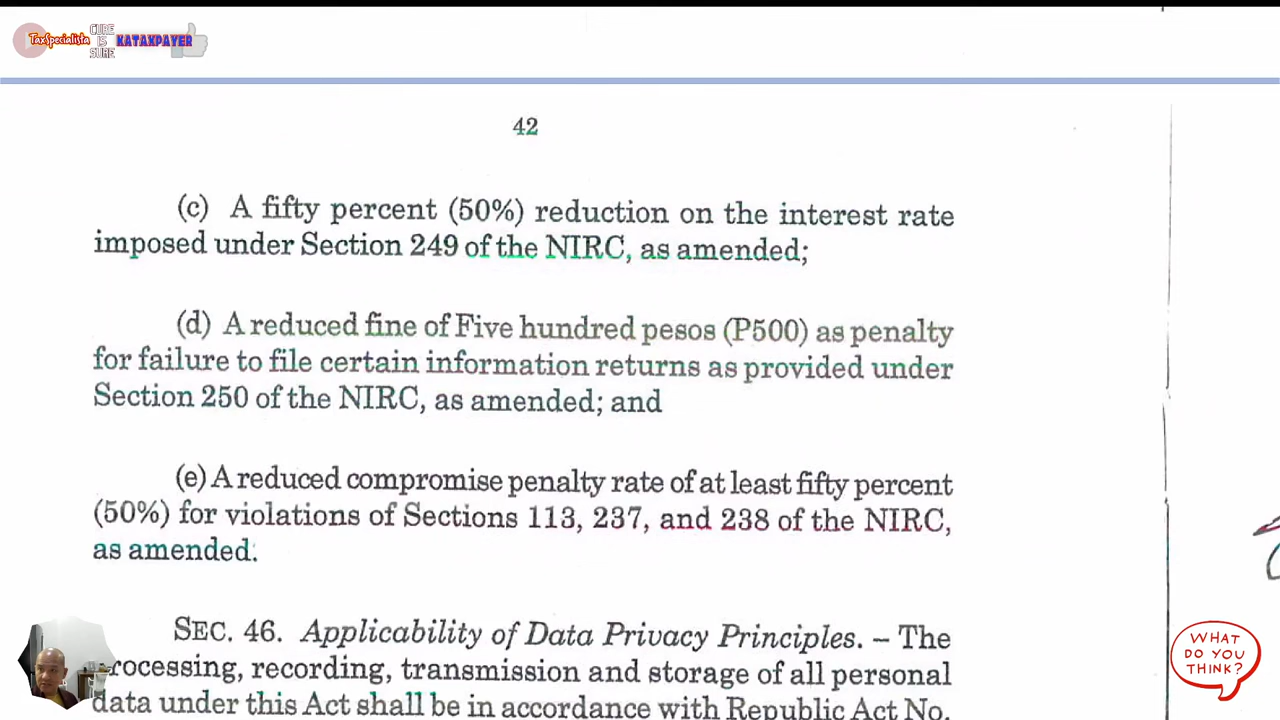 TaxSpecialista
CURE
IS
SURE
KATAXPAYER
42
(c) A fifty percent (50%) reduction on the interest rate
imposed under Section 249 of the NIRC, as amended;
(d) A reduced fine of Five hundred pesos (P500) as penalty
for failure to file certain information returns as provided under
Section 250 of the NIRC, as amended; and
(e) A reduced compromise penalty rate of at least fifty percent
(50%) for violations of Sections 113, 237, and 238 of the NIRC,
as amended.
SEC. 46. Applicability of Data Privacy Principles. – The
rocessing, recording, transmission and storage of all personal
data under this Act shall be in accordance with Republic Act No.
WHAT
DO YOU
THINK?